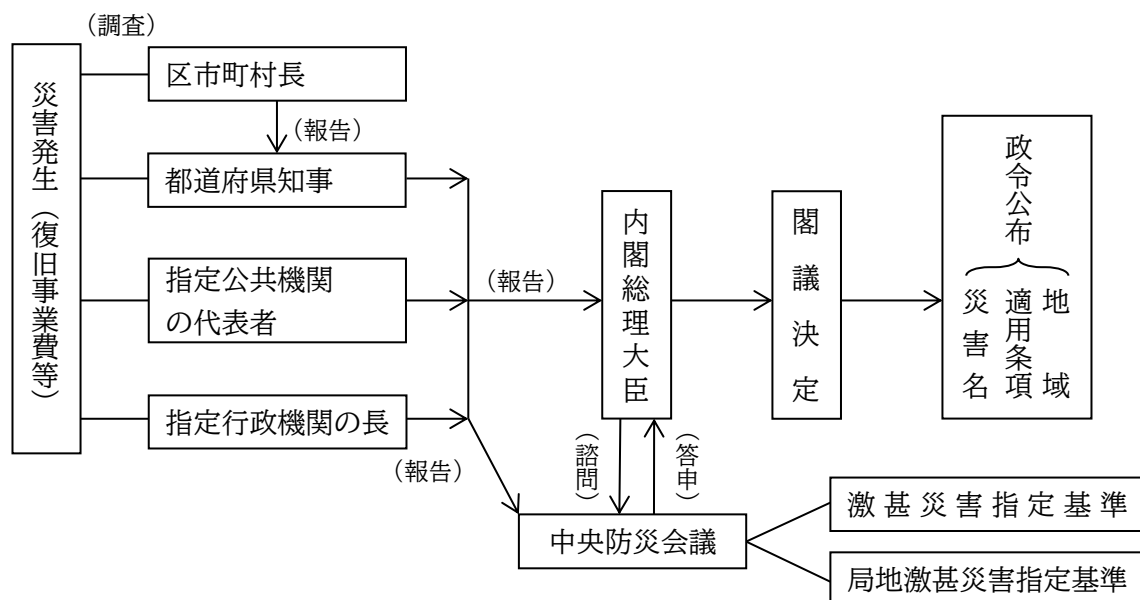 （調査）
災害発生（復旧事業費等）
区市町村長
（報告）
都道府県知事
指定公共機関
の代表者
指定行政機関の長
（報告）
（報告）
内閣総理大臣
閣議決定
政令公布
地域
適用条項
災害名
（諮問）
（答申）
中央防災会議
激甚災害指定基準
局地激甚災害指定基準